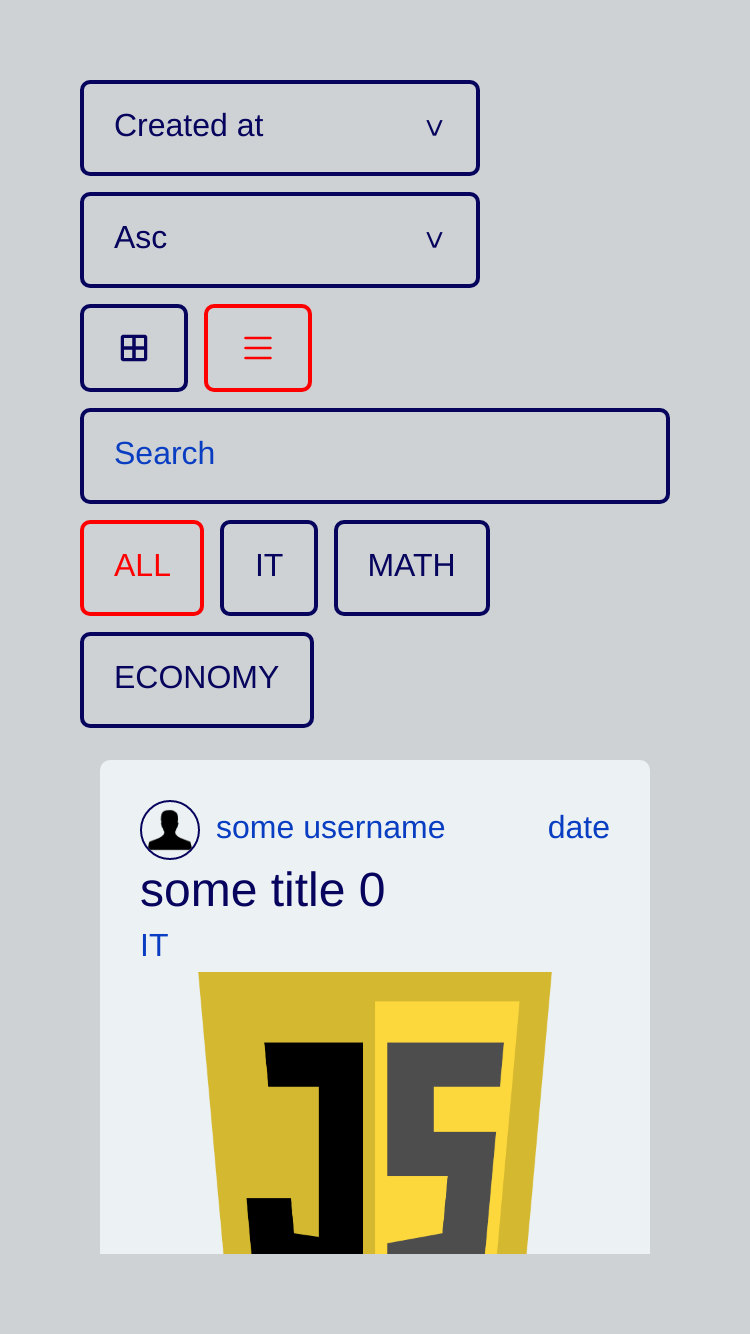 Created at
Asc
Search
ALL IT MATH
ECONOMY
some username date
some title 0
IT
JS